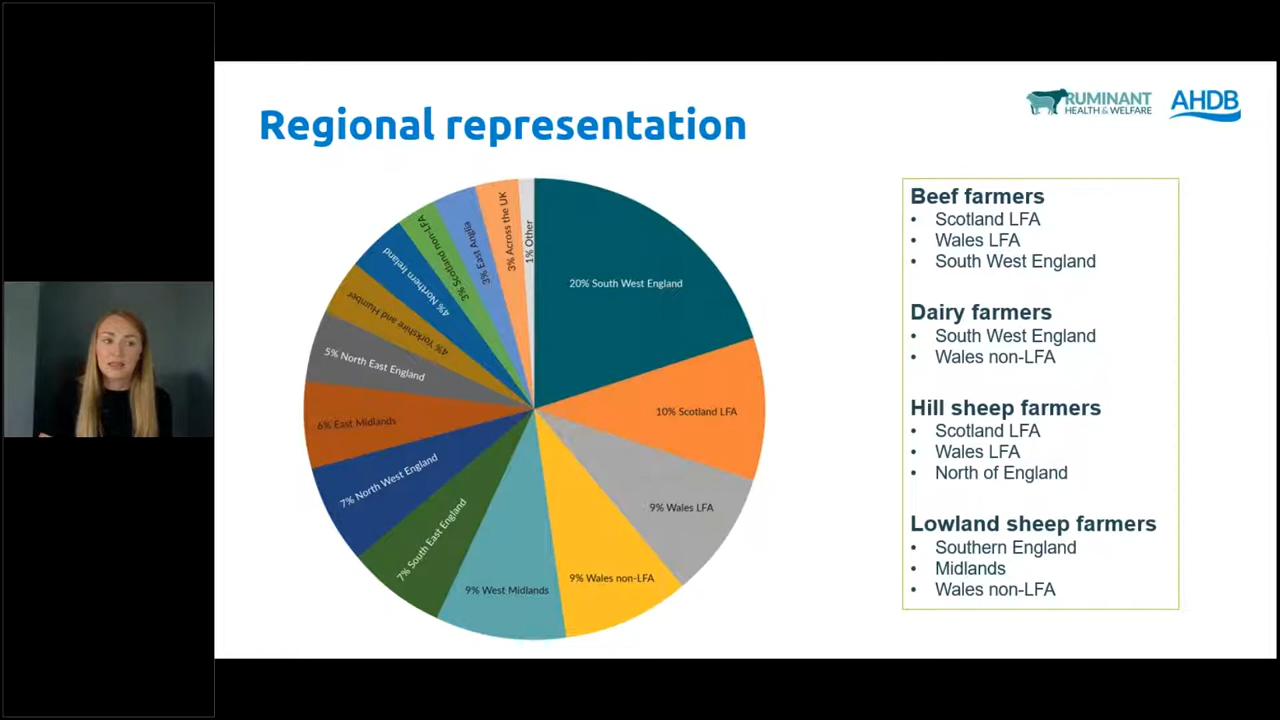 RUMINANT
HEALTH & WELFARE
AHDB
Regional representation
20% South West England
10% Scotland LFA
9% Wales LFA
9% Wales non-LFA
9% West Midlands
7% South East England
7% North West England
6% East Midlands
5% North East England
4% Yorkshire and Humber
4% Northern Ireland
3% Scotland non-LFA
3% East Anglia
3% Across the UK
1% Other
Beef farmers
• Scotland LFA
• Wales LFA
• South West England
Dairy farmers
• South West England
• Wales non-LFA
Hill sheep farmers
• Scotland LFA
• Wales LFA
• North of England
Lowland sheep farmers
• Southern England
• Midlands
• Wales non-LFA